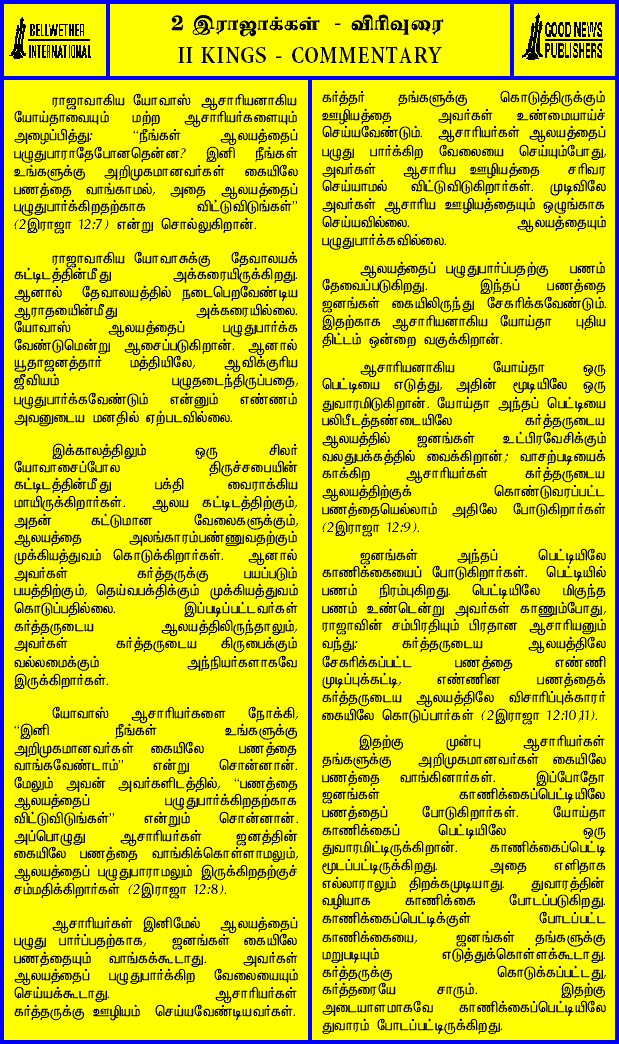 BELLWETHER
INTERNATIONAL
2 இராஜாக்கள் - விரிவுரை
II KINGS - COMMENTARY
GOOD NEWS
PUBLISHERS
ராஜாவாகிய யோவாஸ் ஆசாரியனாகிய
யோய்தாவையும் மற்ற ஆசாரியர்களையும்
அழைப்பித்து: "நீங்கள் ஆலயத்தைப்
பழுதுபாராதேபோனதென்ன? இனி நீங்கள்
உங்களுக்கு அறிமுகமானவர்கள் கையிலே
பணத்தை வாங்காமல், அதை ஆலயத்தைப்
பழுதுபார்க்கிறதற்காக விட்டுவிடுங்கள்"
(2இராஜா 12:7) என்று சொல்லுகிறான்.
ராஜாவாகிய யோவாசுக்கு தேவாலயக்
கட்டிடத்தின்மீது அக்கரையிருக்கிறது.
ஆனால் தேவாலயத்தில் நடைபெறவேண்டிய
ஆராதயைின்மீது அக்கரையில்லை.
யோவாஸ் ஆலயத்தைப் பழுதுபார்க்க
வேண்டுமென்று ஆசைப்படுகிறான். ஆனால்
யூதாஜனத்தார் மத்தியிலே, ஆவிக்குரிய
ஜீவியம் பழுதடைந்திருப்பதை,
பழுதுபார்க்கவேண்டும் என்னும் எண்ணம்
அவனுடைய மனதில் ஏற்படவில்லை.
இக்காலத்திலும் ஒரு சிலர்
யோவாசைப்போல திருச்சபையின்
கட்டிடத்தின்மீது பக்தி வைராக்கிய
மாயிருக்கிறார்கள். ஆலய கட்டிடத்திற்கும்,
அதன் கட்டுமான வேலைகளுக்கும்,
ஆலயத்தை அலங்காரம்பண்ணுவதற்கும்
முக்கியத்துவம் கொடுக்கிறார்கள். ஆனால்
அவர்கள் கர்த்தருக்கு பயப்படும்
பயத்திற்கும், தெய்வபக்திக்கும் முக்கியத்துவம்
கொடுப்பதில்லை. இப்படிப்பட்டவர்கள்
கர்த்தருடைய ஆலயத்திலிருந்தாலும்,
அவர்கள் கர்த்தருடைய கிருபைக்கும்
வல்லமைக்கும் அந்நியர்களாகவே
இருக்கிறார்கள்.
யோவாஸ் ஆசாரியர்களை நோக்கி,
"இனி நீங்கள் உங்களுக்கு
அறிமுகமானவர்கள் கையிலே பணத்தை
வாங்கவேண்டாம்" என்று சொன்னான்.
மேலும் அவன் அவர்களிடத்தில், "பணத்தை
ஆலயத்தைப் பழுதுபார்க்கிறதற்காக
விட்டுவிடுங்கள்" என்றும் சொன்னான்.
அப்பொழுது ஆசாரியர்கள் ஜனத்தின்
கையிலே பணத்தை வாங்கிக்கொள்ளாமலும்,
ஆலயத்தைப் பழுதுபாராமலும் இருக்கிறதற்குச்
சம்மதிக்கிறார்கள் (2இராஜா 12:8).
ஆசாரியர்கள் இனிமேல் ஆலயத்தைப்
பழுது பார்ப்பதற்காக, ஜனங்கள் கையிலே
பணத்தையும் வாங்கக்கூடாது. அவர்கள்
ஆலயத்தைப் பழுதுபார்க்கிற வேலையையும்
செய்யக்கூடாது. ஆசாரியர்கள்
கர்த்தருக்கு ஊழியம் செய்யவேண்டியவர்கள்.
கர்த்தர் தங்களுக்கு கொடுத்திருக்கும்
ஊழியத்தை அவர்கள் உண்மையாய்ச்
செய்யவேண்டும். ஆசாரியர்கள் ஆலயத்தைப்
பழுது பார்க்கிற வேலையை செய்யும்போது,
அவர்கள் ஆசாரிய ஊழியத்தை சரிவர
செய்யாமல் விட்டுவிடுகிறார்கள். முடிவிலே
அவர்கள் ஆசாரிய ஊழியத்தையும் ஒழுங்காக
செய்யவில்லை. ஆலயத்தையும்
பழுதுபார்க்கவில்லை.
ஆலயத்தைப் பழுதுபார்ப்பதற்கு பணம்
தேவைப்படுகிறது. இந்தப் பணத்தை
ஜனங்கள் கையிலிருந்து சேகரிக்கவேண்டும்.
இதற்காக ஆசாரியனாகிய யோய்தா புதிய
திட்டம் ஒன்றை வகுக்கிறான்.
ஆசாரியனாகிய யோய்தா ஒரு
பெட்டியை எடுத்து, அதின் மூடியிலே ஒரு
துவாரமிடுகிறான். யோய்தா அந்தப் பெட்டியை
பலிபீடத்தண்டையிலே கர்த்தருடைய
ஆலயத்தில் ஜனங்கள் உட்பிரவேசிக்கும்
வலதுபக்கத்தில் வைக்கிறான்; வாசற்படியைக்
காக்கிற ஆசாரியர்கள் கர்த்தருடைய
ஆலயத்திற்குக் கொண்டுவரப்பட்ட
பணத்தையெல்லாம் அதிலே போடுகிறார்கள்
(2இராஜா 12:9).
ஜனங்கள் அந்தப் பெட்டியிலே
காணிக்கையைப் போடுகிறார்கள். பெட்டியில்
பணம் நிரம்புகிறது. பெட்டியிலே மிகுந்த
பணம் உண்டென்று அவர்கள் காணும்போது,
ராஜாவின் சம்பிரதியும் பிரதான ஆசாரியனும்
வந்து: கர்த்தருடைய ஆலயத்திலே
சேகரிக்கப்பட்ட பணத்தை எண்ணி
முடிப்புக்கட்டி, எண்ணின பணத்தைக்
கர்த்தருடைய ஆலயத்திலே விசாரிப்புக்காரர்
கையிலே கொடுப்பார்கள் (2இராஜா 12:10,11).
இதற்கு முன்பு ஆசாரியர்கள்
தங்களுக்கு அறிமுகமானவர்கள் கையிலே
பணத்தை வாங்கினார்கள். இப்போதோ
ஜனங்கள் காணிக்கைப்பெட்டியிலே
பணத்தைப் போடுகிறார்கள். யோய்தா
காணிக்கைப் பெட்டியிலே ஒரு
துவாரமிட்டிருக்கிறான். காணிக்கைப்பெட்டி
மூடப்பட்டிருக்கிறது. அதை எளிதாக
எல்லாராலும் திறக்கமுடியாது. துவாரத்தின்
வழியாக காணிக்கை போடப்படுகிறது.
காணிக்கைப்பெட்டிக்குள் போடப்பட்ட
காணிக்கையை, ஜனங்கள் தங்களுக்கு
மறுபடியும் எடுத்துக்கொள்ளக்கூடாது.
கர்த்தருக்கு கொடுக்கப்பட்டது,
கர்த்தரையே சாரும். இதற்கு
அடையாளமாகவே காணிக்கைப்பெட்டியிலே
துவாரம் போடப்பட்டிருக்கிறது.